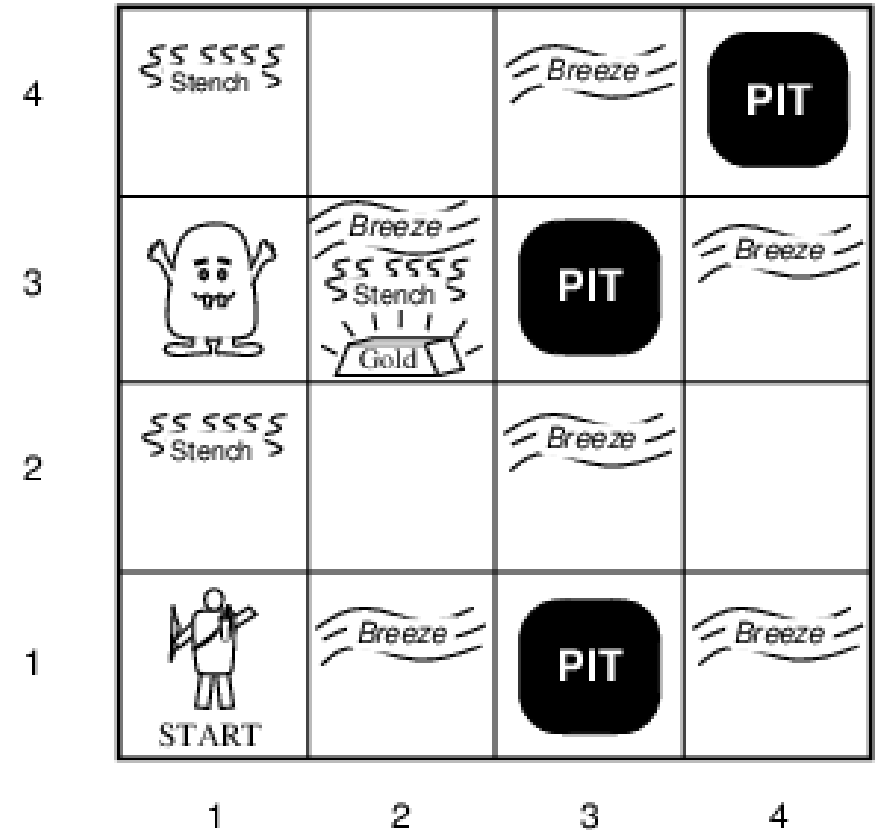 4
Stench
Breeze
PIT
3
Breeze
Stench
Gold
PIT
Breeze
2
Stench
Breeze
1
START
Breeze
PIT
Breeze
1 2 3 4